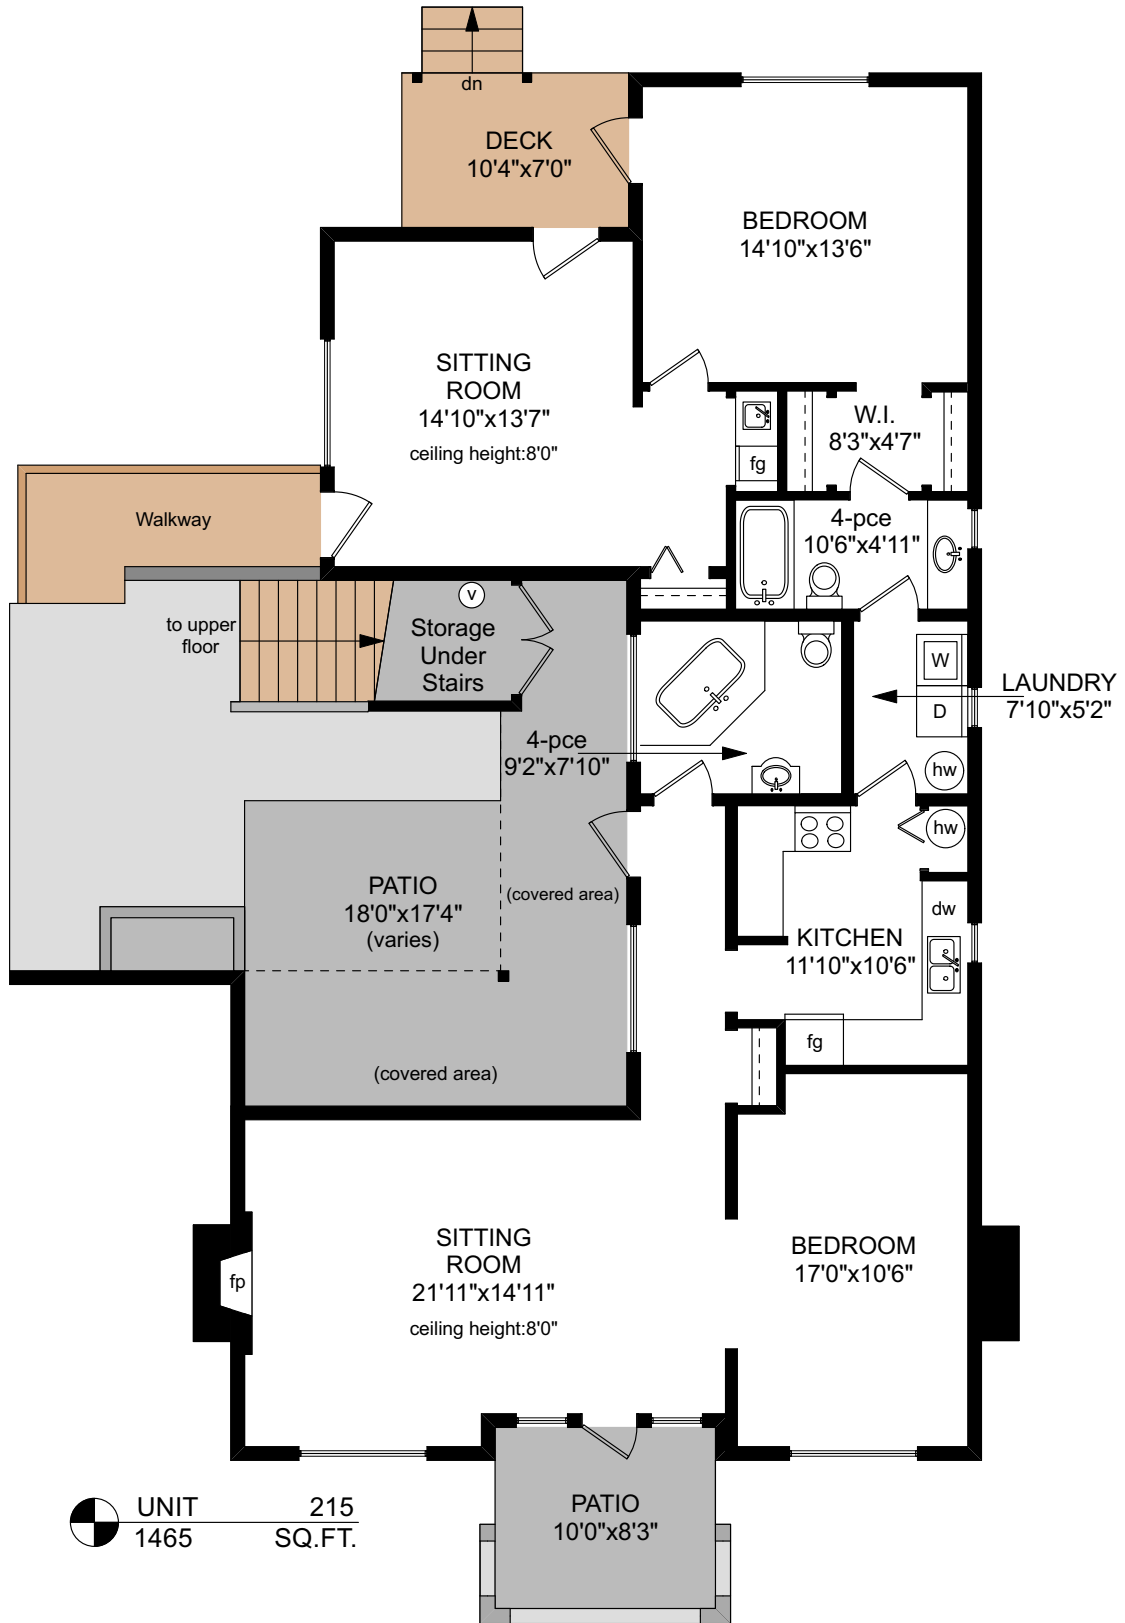 dn
DECK
10'4"x7'0"
BEDROOM
14'10"x13'6"
SITTING
ROOM
14'10"x13'7"
ceiling height:8'0"
fg
W.I.
8'3"x4'7"
Walkway
4-pce
10'6"x4'11"
to upper
floor
v
Storage
Under
Stairs
W
D
LAUNDRY
7'10"x5'2"
4-pce
9'2"x7'10"
hw
hw
PATIO
18'0"x17'4"
(varies)
(covered area)
dw
KITCHEN
11'10"x10'6"
fg
(covered area)
SITTING
ROOM
21'11"x14'11"
ceiling height:8'0"
fp
BEDROOM
17'0"x10'6"
PATIO
10'0"x8'3"
UNIT 215
1465 SQ.FT.